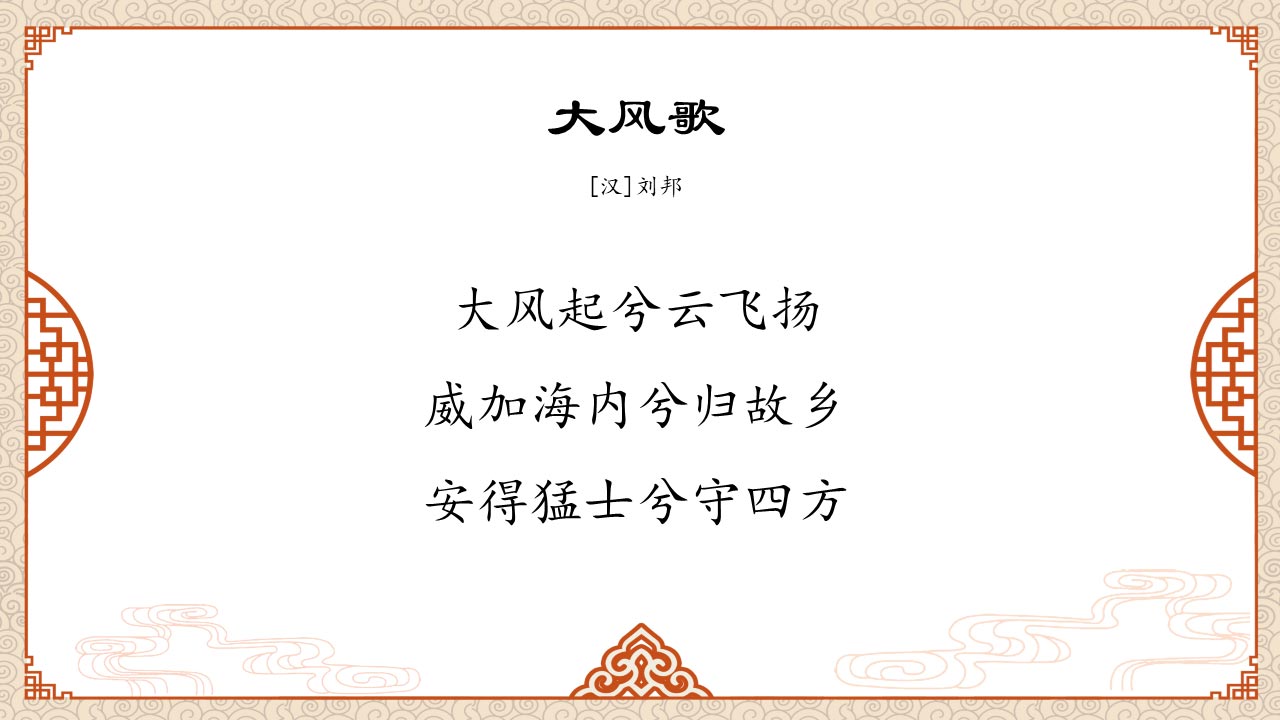 大风歌
[汉]刘邦
大风起兮云飞扬
威加海内兮归故乡
安得猛士兮守四方